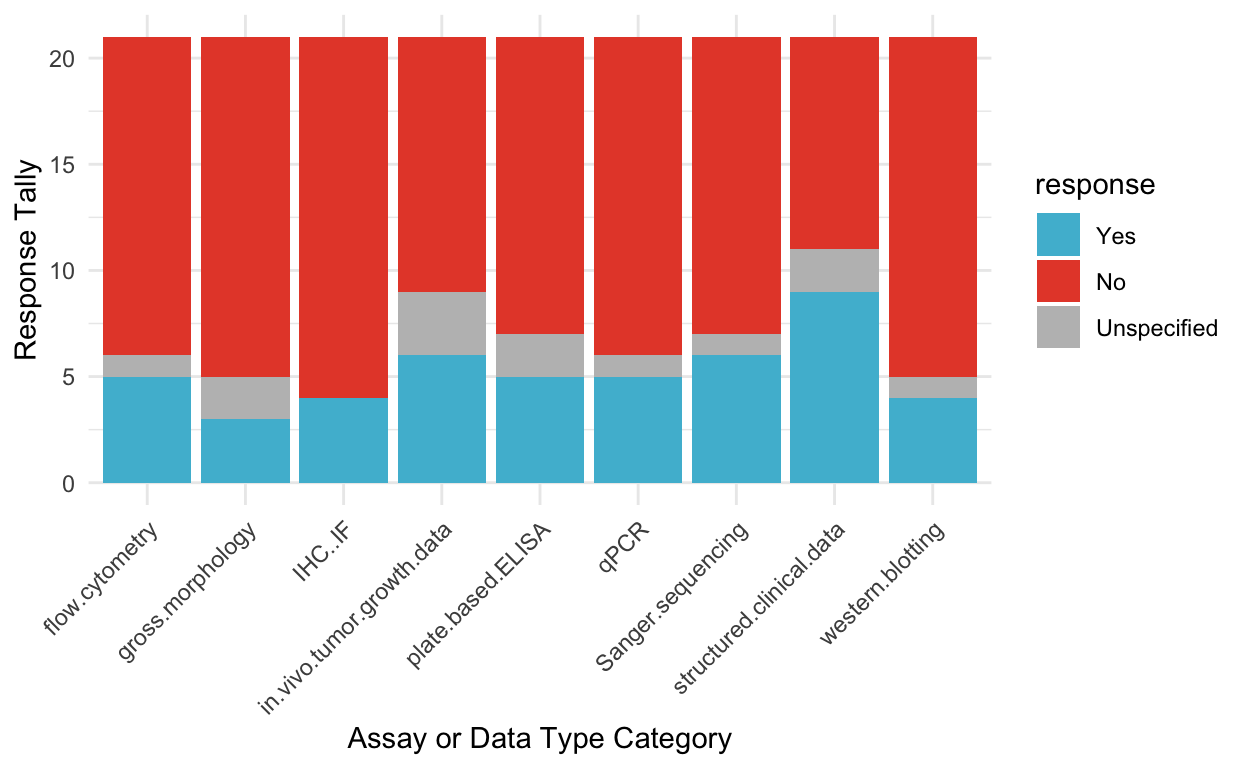 20
15
10
5
0
Response Tally
flow.cytometry
gross.morphology
IHC..IF
in.vivo.tumor.growth.data
plate.based.ELISA
qPCR
Sanger.sequencing
structured.clinical.data
western.blotting
Assay or Data Type Category
response
Yes
No
Unspecified